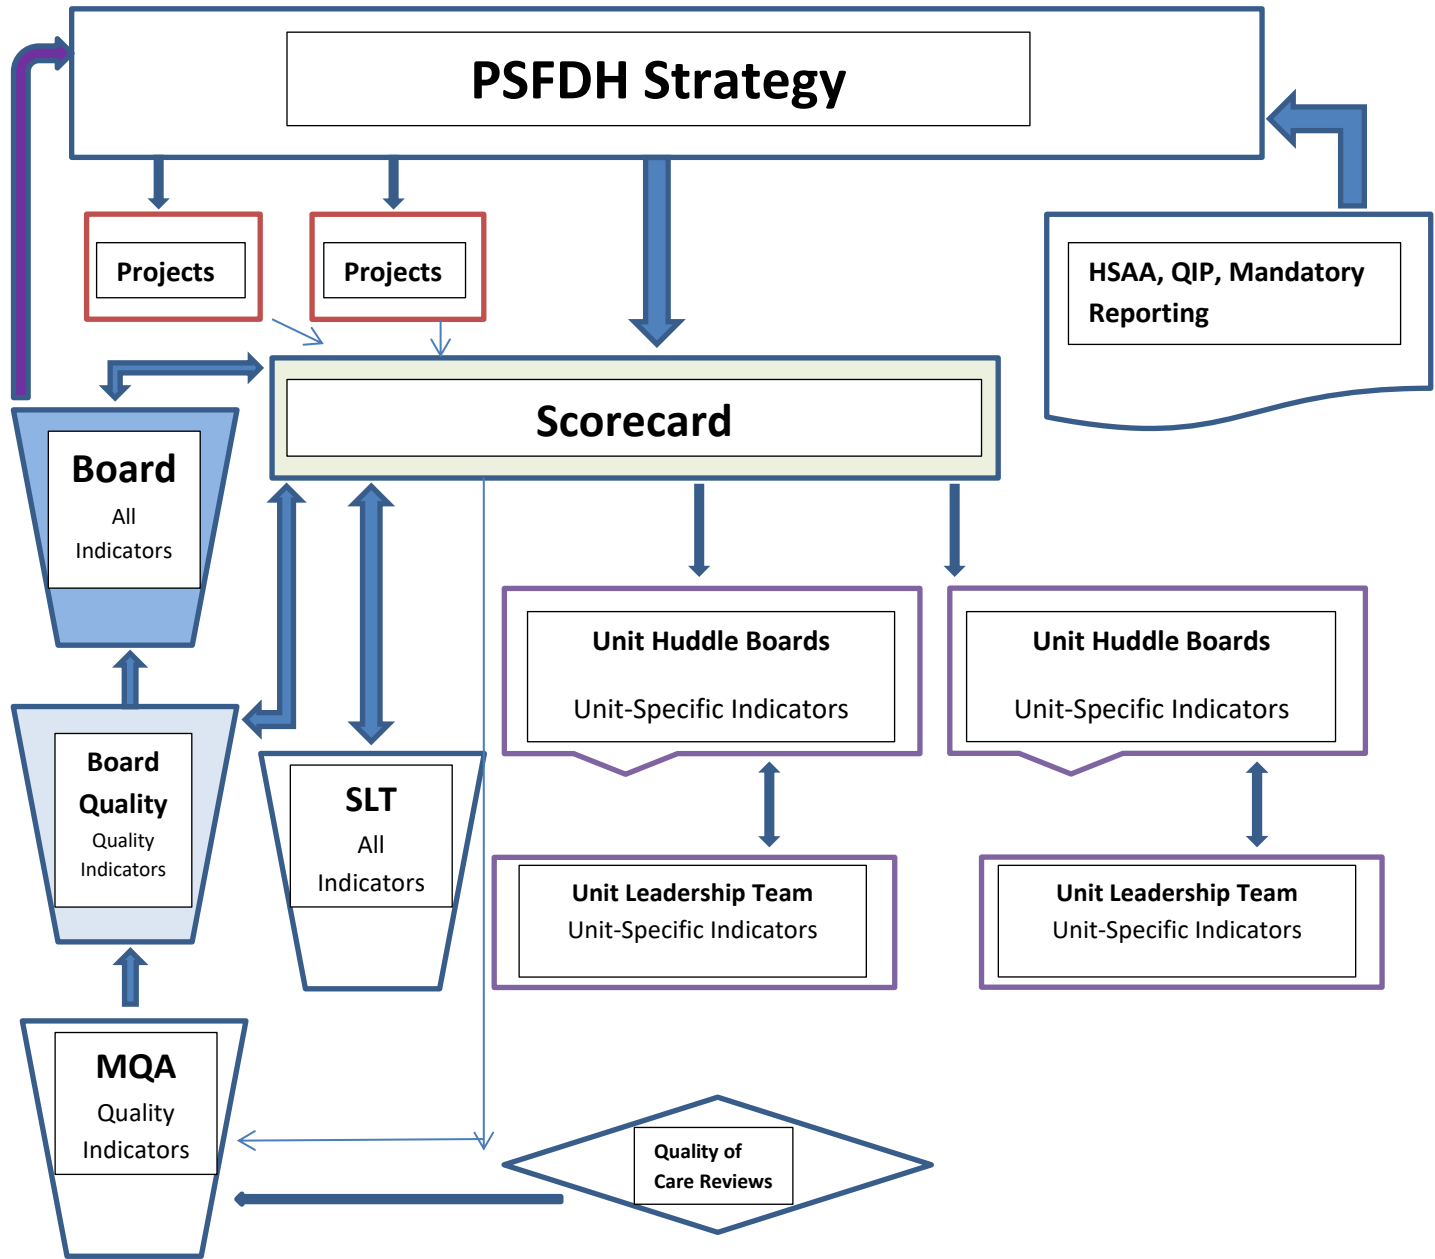 PSFDH Strategy
Projects
Projects
HSAA, QIP, Mandatory
Reporting
Scorecard
Board
All
Indicators
Unit Huddle Boards
Unit-Specific Indicators
Unit Huddle Boards
Unit-Specific Indicators
Board
Quality
Quality
Indicators
SLT
All
Indicators
Unit Leadership Team
Unit-Specific Indicators
Unit Leadership Team
Unit-Specific Indicators
MQA
Quality
Indicators
Quality of
Care Reviews